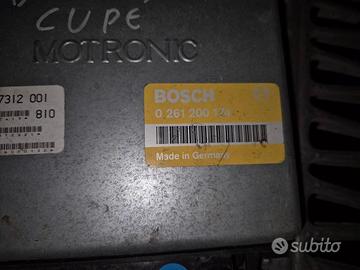 CUPE
MOTRONIC
7312 001
810
BOSCH
0 261 200
Made in Germany
subito